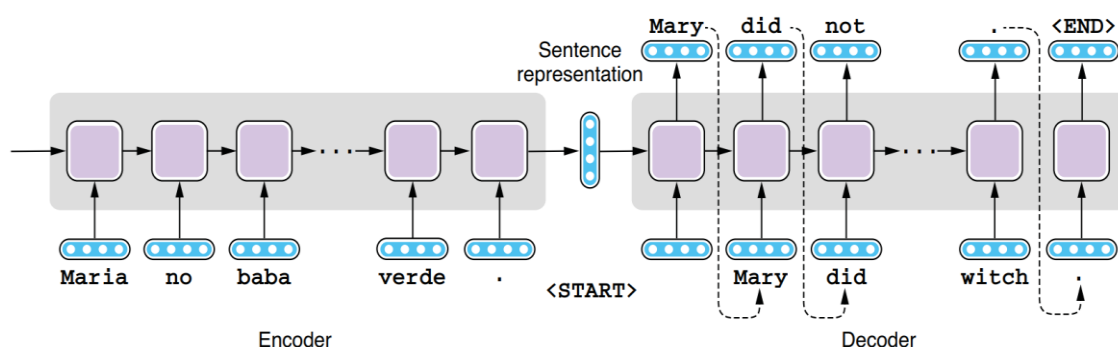 Mary did not . <END>
Sentence
representation
... ...
Maria no baba verde . <START> Mary did witch .
Encoder Decoder